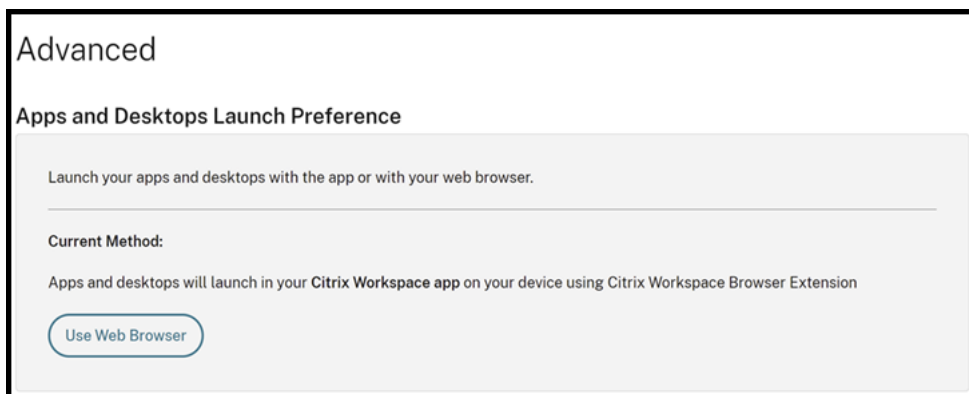 Advanced
Apps and Desktops Launch Preference
Launch your apps and desktops with the app or with your web browser.
Current Method:
Apps and desktops will launch in your Citrix Workspace app on your device using Citrix Workspace Browser Extension
Use Web Browser